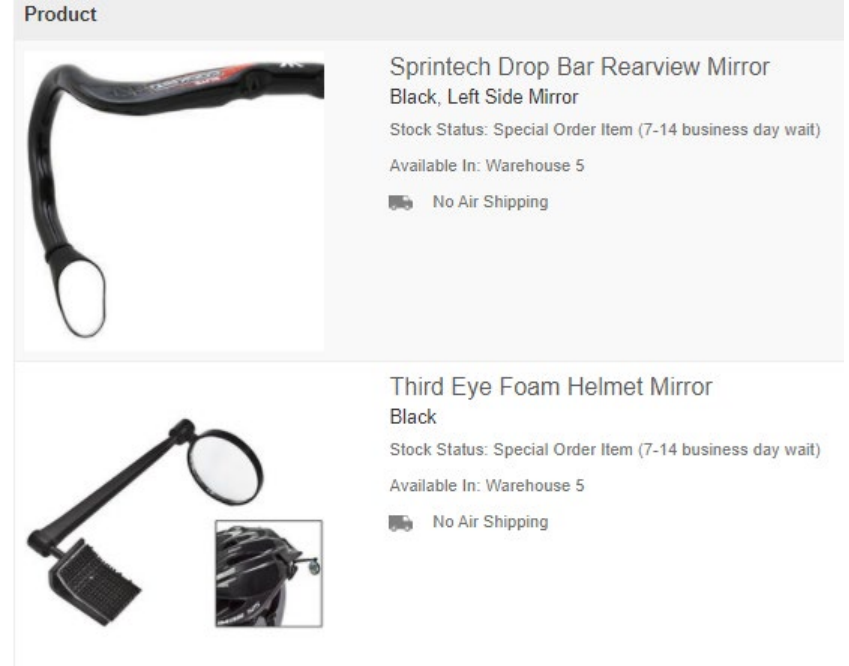 Product
Sprintech Drop Bar Rearview Mirror
Black, Left Side Mirror
Stock Status: Special Order Item (7-14 business day wait)
Available In: Warehouse 5
No Air Shipping
Third Eye Foam Helmet Mirror
Black
Stock Status: Special Order Item (7-14 business day wait)
Available In: Warehouse 5
No Air Shipping